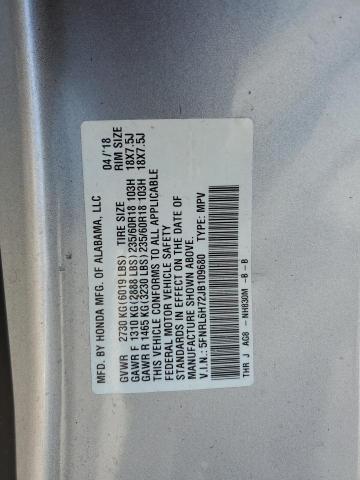 MFD. BY HONDA MFG. OF ALABAMA, LLC 04/'18
TIRE SIZE RIM SIZE
GVWR 2730 KG(6019 LBS)
GAWR F 1310 KG(2888 LBS)235/60R18 103H 18X7.5J
GAWR R 1465 KG(3230 LBS)235/60R18 103H 18X7.5J
THIS VEHICLE CONFORMS TO ALL APPLICABLE
FEDERAL MOTOR VEHICLE SAFETY
STANDARDS IN EFFECT ON THE DATE OF
MANUFACTURE SHOWN ABOVE.
V.I.N.: 5FNRL6H72JB109680 TYPE: MPV
THR J AG8 -NH830M -B-B